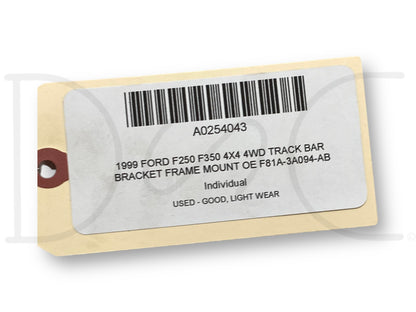 A0254043
1999 FORD F250 F350 4X4 4WD TRACK BAR
BRACKET FRAME MOUNT OE F81A-3A094-AB
Individual
USED - GOOD, LIGHT WEAR